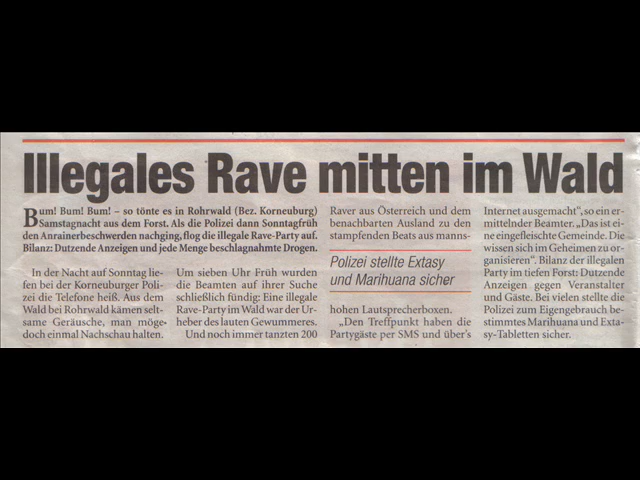 Illegales Rave mitten im Wald
Bum! Bum! Bum! – so tönte es in Rohrwald (Bez. Korneuburg)
Samstagnacht aus dem Forst. Als die Polizei dann Sonntagfrüh
den Anrainerbeschwerden nachging, flog die illegale Rave-Party auf.
Bilanz: Dutzende Anzeigen und jede Menge beschlagnahmte Drogen.
In der Nacht auf Sonntag lie-
fen bei der Korneuburger Poli-
zei die Telefone heiß. Aus dem
Wald bei Rohrwald kämen selt-
same Geräusche, man möge-
doch einmal Nachschau halten.
Um sieben Uhr Früh wurden
die Beamten auf ihrer Suche
schließlich fündig: Eine illegale
Rave-Party im Wald war der Ur-
heber des lauten Gewummeres.
Und noch immer tanzten 200
Raver aus Österreich und dem
benachbarten Ausland zu den
stampfenden Beats aus manns-
Polizei stellte Extasy
und Marihuana sicher
hohen Lautsprecherboxen.
„Den Treffpunkt haben die
Partygäste per SMS und über's
Internet ausgemacht“, so ein er-
mittelnder Beamter. „Das ist ei-
ne eingefleischte Gemeinde. Die
wissen sich im Geheimen zu or-
ganisieren“. Bilanz der illegalen
Party im tiefen Forst: Dutzende
Anzeigen gegen Veranstalter
und Gäste. Bei vielen stellte die
Polizei zum Eigengebrauch be-
stimmtes Marihuana und Exta-
sy-Tabletten sicher.